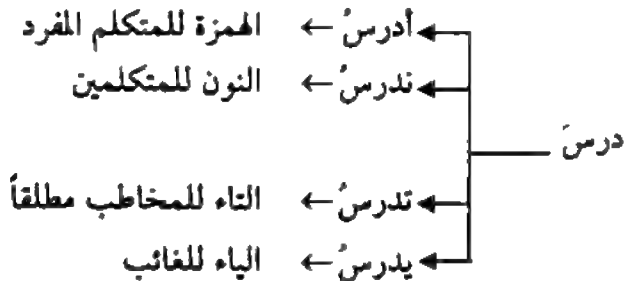 أدرسُ ← الهمزة للمتكلم المفرد
ندرسُ ← النون للمتكلمين
درسَ
تدرسُ ← التاء للمخاطب مطلقاً
يدرسُ ← الياء للغائب